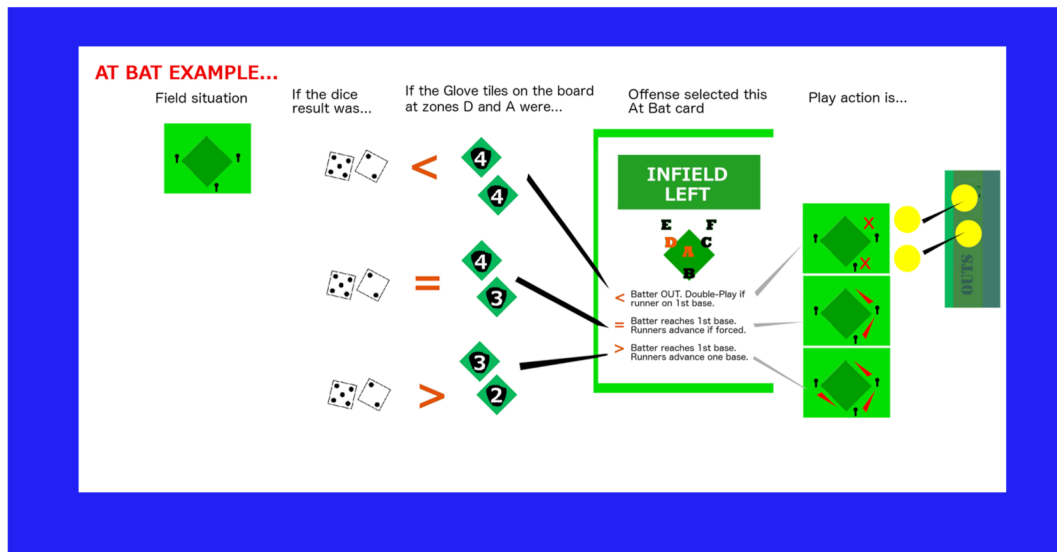 AT BAT EXAMPLE...
Field situation
If the dice
result was...
If the Glove tiles on the board
at zones D and A were...
Offense selected this
At Bat card
Play action is...
<
4
4
=
4
3
>
3
2
INFIELD
LEFT
E F
D A C
B
< Batter OUT. Double-Play if
runner on 1st base.
= Batter reaches 1st base.
Runners advance if forced.
> Batter reaches 1st base.
Runners advance one base.
X
X
OUTS